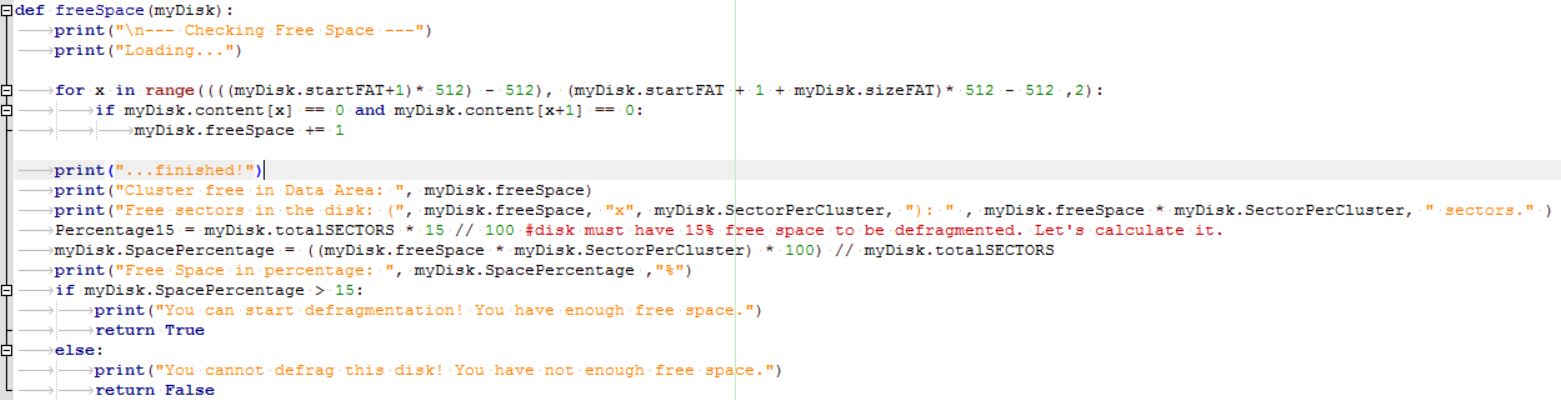 def freeSpace(myDisk):
print("\n--- Checking Free Space ---")
print("Loading...")
for x in range((((myDisk.startFAT+1)* 512) - 512), (myDisk.startFAT + 1 + myDisk.sizeFAT)* 512 - 512 ,2):
if myDisk.content[x] == 0 and myDisk.content[x+1] == 0:
myDisk.freeSpace += 1
print("...finished!")
print("Cluster free in Data Area: ", myDisk.freeSpace)
print("Free sectors in the disk: (", myDisk.freeSpace, "x", myDisk.SectorPerCluster, "): " , myDisk.freeSpace * myDisk.SectorPerCluster, " sectors." )
Percentage15 = myDisk.totalSECTORS * 15 // 100 #disk must have 15% free space to be defragmented. Let's calculate it.
myDisk.SpacePercentage = ((myDisk.freeSpace * myDisk.SectorPerCluster) * 100) // myDisk.totalSECTORS
print("Free Space in percentage: ", myDisk.SpacePercentage ,"%")
if myDisk.SpacePercentage > 15:
print("You can start defragmentation! You have enough free space.")
return True
else:
print("You cannot defrag this disk! You have not enough free space.")
return False